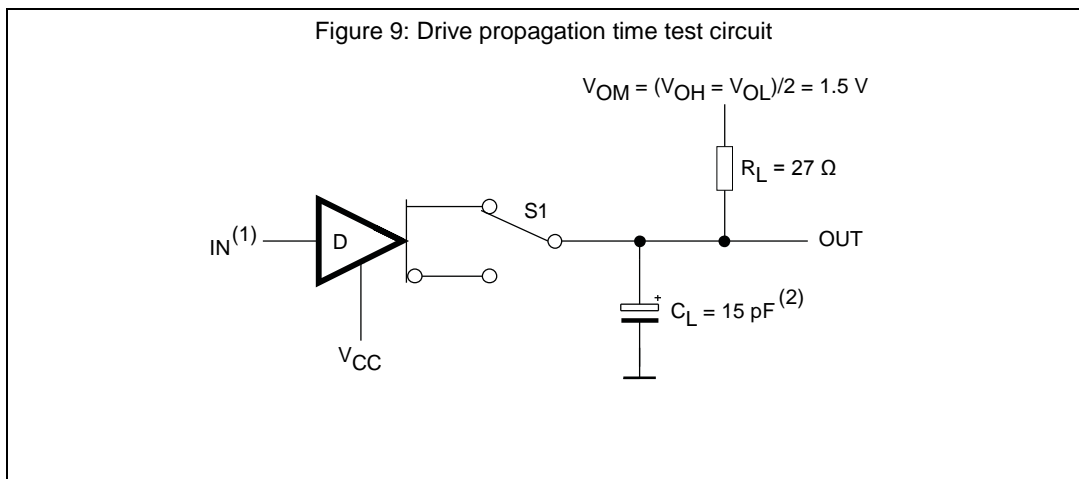 Figure 9: Drive propagation time test circuit
VOM = (VOH = VOL)/2 = 1.5 V
RL = 27 Ω
S1
IN(1)
D
OUT
+
CL = 15 pF(2)
VCC